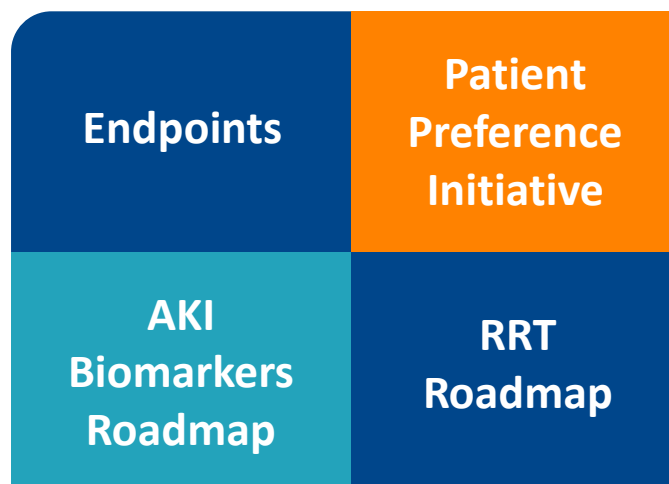 Endpoints
Patient
Preference
Initiative
AKI
Biomarkers
Roadmap
RRT
Roadmap